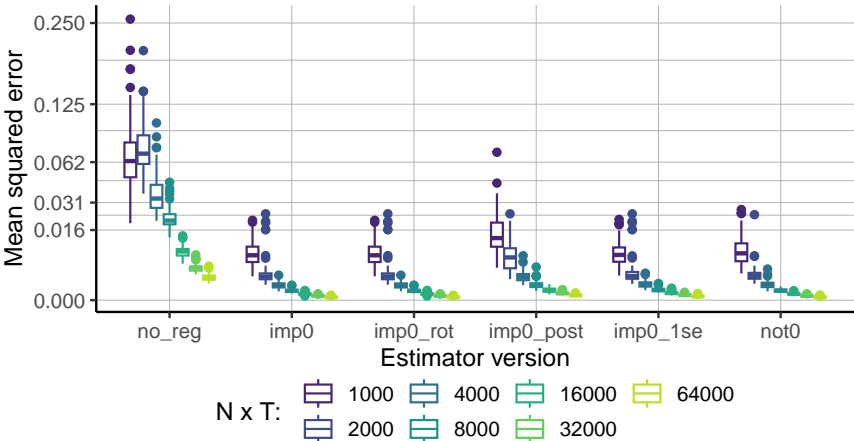 Mean squared error
0.250
0.125
0.062
0.031
0.016
0.000
no_reg imp0 imp0_rot imp0_post imp0_1se not0
Estimator version
N x T: 1000 4000 16000 64000
2000 8000 32000